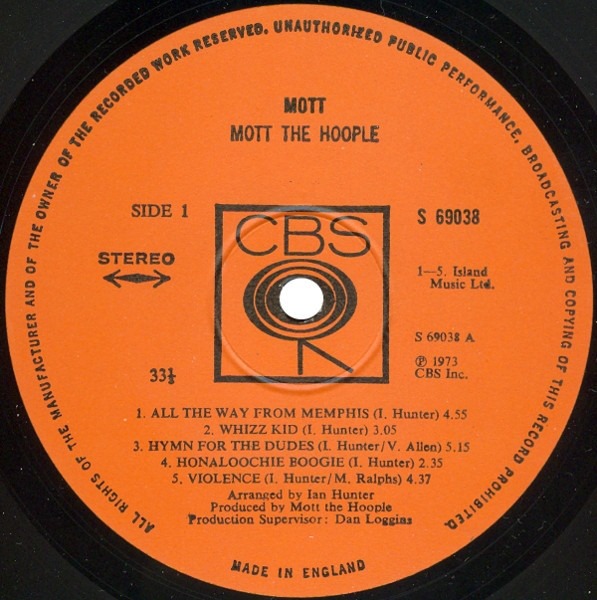 ALL RIGHTS OF THE MANUFACTURER AND OF THE OWNER OF THE RECORDED WORK RESERVED. UNAUTHORIZED PUBLIC PERFORMANCE, BROADCASTING AND COPYING OF THIS RECORD PROHIBITED.
MOTT
MOTT THE HOOPLE
SIDE 1
S 69038
CBS
STEREO
1—5. Island
Music Ltd.
S 69038 A
℗ 1973
CBS Inc.
33⅓
1. ALL THE WAY FROM MEMPHIS (I. Hunter) 4.55
2. WHIZZ KID (I. Hunter) 3.05
3. HYMN FOR THE DUDES (I. Hunter/V. Allen) 5.15
4. HONALOOCHIE BOOGIE (I. Hunter) 2.35
5. VIOLENCE (I. Hunter/M. Ralphs) 4.37
Arranged by Ian Hunter
Produced by Mott the Hoople
Production Supervisor: Dan Loggins
MADE IN ENGLAND